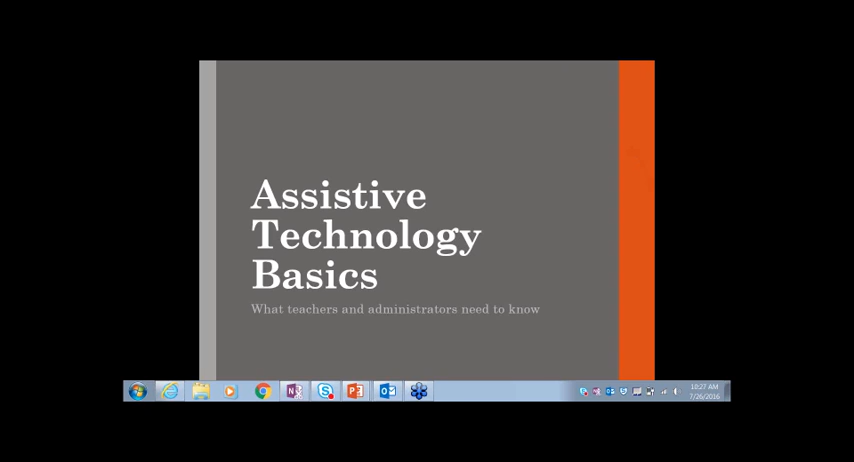 Assistive
Technology
Basics
What teachers and administrators need to know
10:27 AM
7/26/2016